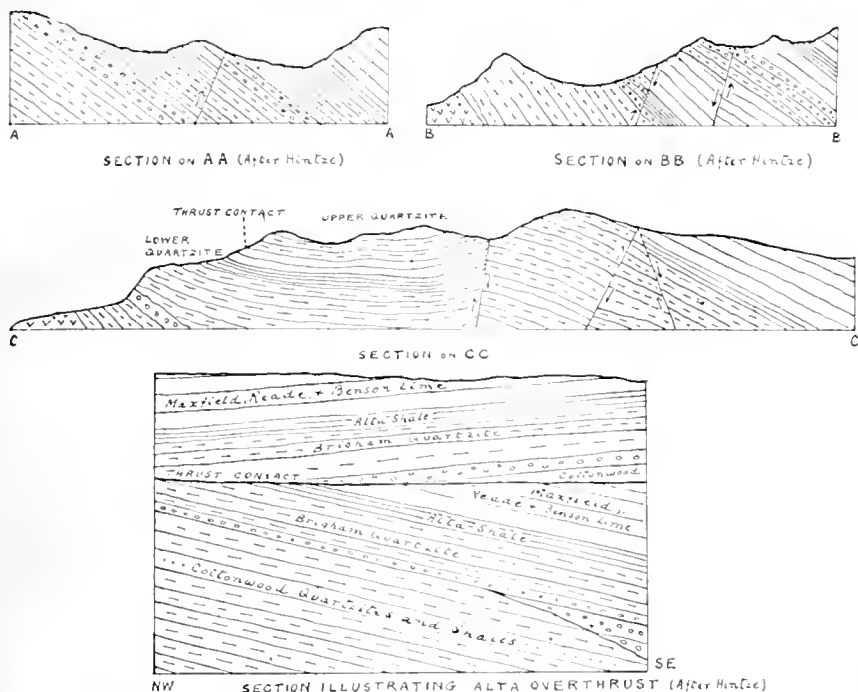 A A
B B
SECTION ON AA (After Hintze)
SECTION ON BB (After Hintze)
THRUST CONTACT
UPPER QUARTZITE
LOWER
QUARTZITE
C C
SECTION ON CC
Maxfield, Reade, & Benson Lime
Alta Shale
Brigham Quartzite
Cottonwood
THRUST CONTACT
Maxfield,
Reade & Benson Lime
Alta Shale
Brigham Quartzite
Cottonwood Quartzites and Shales
SE
NW SECTION ILLUSTRATING ALTA OVERTHRUST (After Hintze)